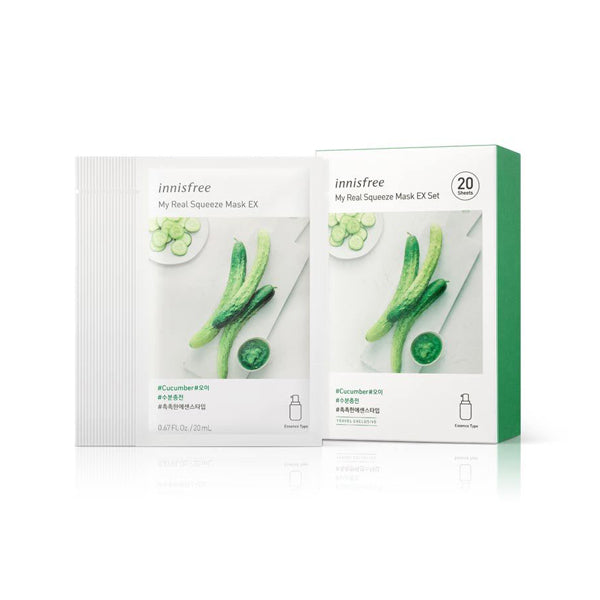 innisfree
My Real Squeeze Mask EX
#Cucumber#오이
#수분충전
#촉촉한에센스타입
0.67 FL.Oz. / 20 mL
Essence Type
innisfree
My Real Squeeze Mask EX Set
20
Sheets
#Cucumber#오이
#수분충전
#촉촉한에센스타입
TRAVEL EXCLUSIVE
Essence Type